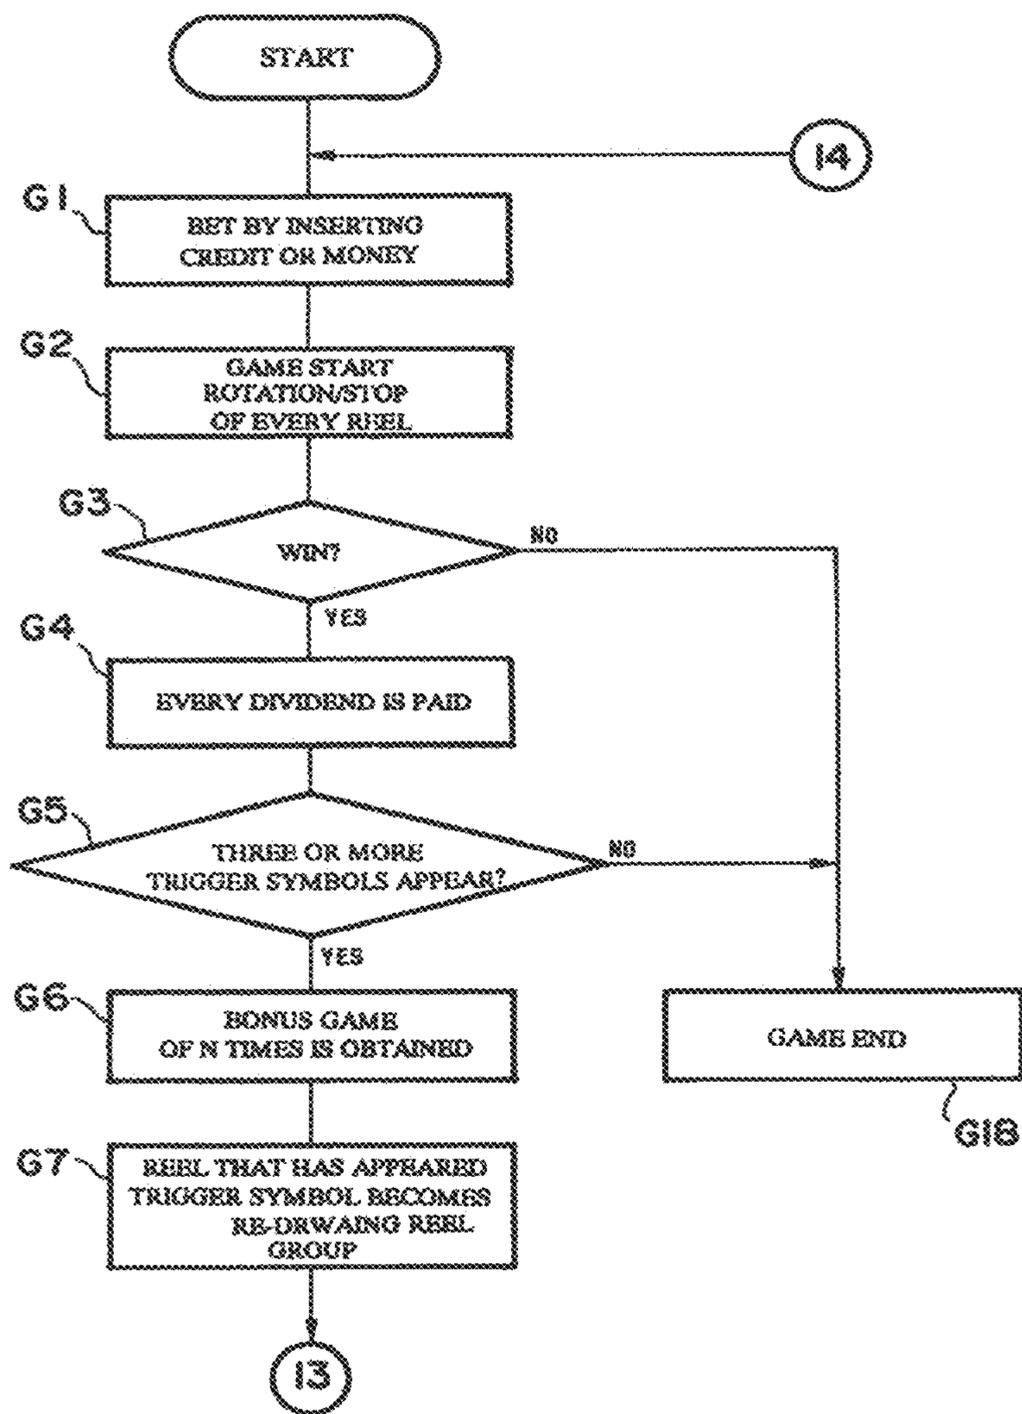 START
14
G1
BET BY INSERTING
CREDIT OR MONEY
G2
GAME START
ROTATION/STOP
OF EVERY REEL
G3
WIN?
NO
YES
G4
EVERY DIVIDEND IS PAID
G5
THREE OR MORE
TRIGGER SYMBOLS APPEAR?
NO
YES
G6
BONUS GAME
OF N TIMES IS OBTAINED
GAME END
G18
G7
REEL THAT HAS APPEARED
TRIGGER SYMBOL BECOMES
RE-DRWAING REEL
GROUP
13